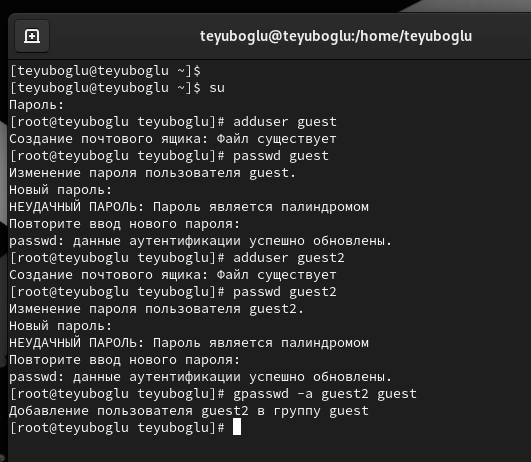 teyuboglu@teyuboglu:/home/teyuboglu
[teyuboglu@teyuboglu ~]$
[teyuboglu@teyuboglu ~]$ su
Пароль:
[root@teyuboglu teyuboglu]# adduser guest
Создание почтового ящика: Файл существует
[root@teyuboglu teyuboglu]# passwd guest
Изменение пароля пользователя guest.
Новый пароль:
НЕУДАЧНЫЙ ПАРОЛЬ: Пароль является палиндромом
Повторите ввод нового пароля:
passwd: данные аутентификации успешно обновлены.
[root@teyuboglu teyuboglu]# adduser guest2
Создание почтового ящика: Файл существует
[root@teyuboglu teyuboglu]# passwd guest2
Изменение пароля пользователя guest2.
Новый пароль:
НЕУДАЧНЫЙ ПАРОЛЬ: Пароль является палиндромом
Повторите ввод нового пароля:
passwd: данные аутентификации успешно обновлены.
[root@teyuboglu teyuboglu]# gpasswd -a guest2 guest
Добавление пользователя guest2 в группу guest
[root@teyuboglu teyuboglu]#